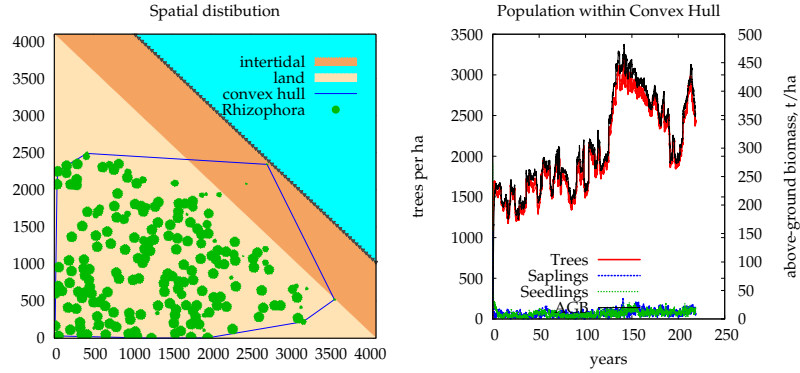 Spatial distibution
4000
3500
3000
2500
2000
1500
1000
500
0
0 500 1000 1500 2000 2500 3000 3500 4000
intertidal
land
convex hull
Rhizophora
Population within Convex Hull
trees per ha
3500
3000
2500
2000
1500
1000
500
0
0 50 100 150 200 250
years
Trees
Saplings
Seedlings
AGB
500
450
400
350
300
250
200
150
100
50
0
above-ground biomass, t/ha